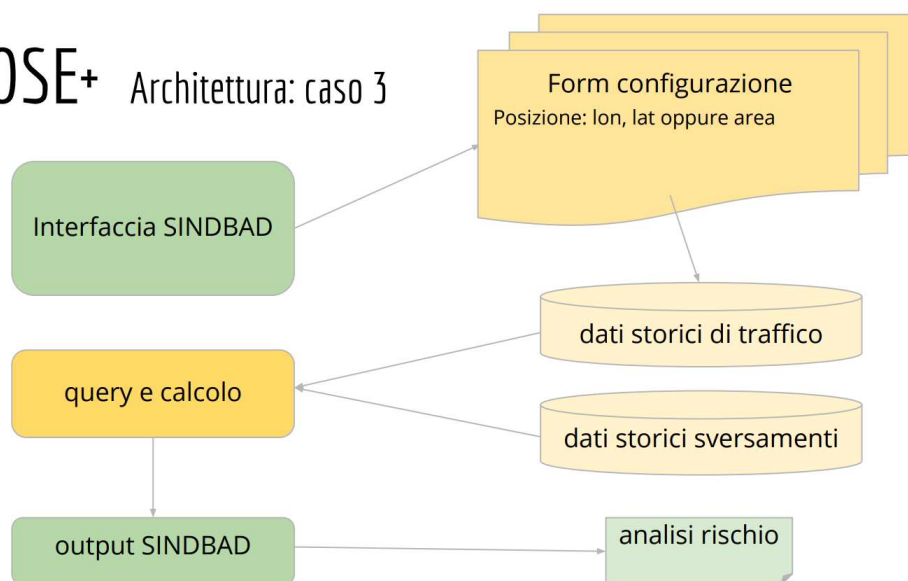 OSE+ Architettura: caso 3
Form configurazione
Posizione: lon, lat oppure area
Interfaccia SINDBAD
dati storici di traffico
query e calcolo
dati storici sversamenti
output SINDBAD
analisi rischio